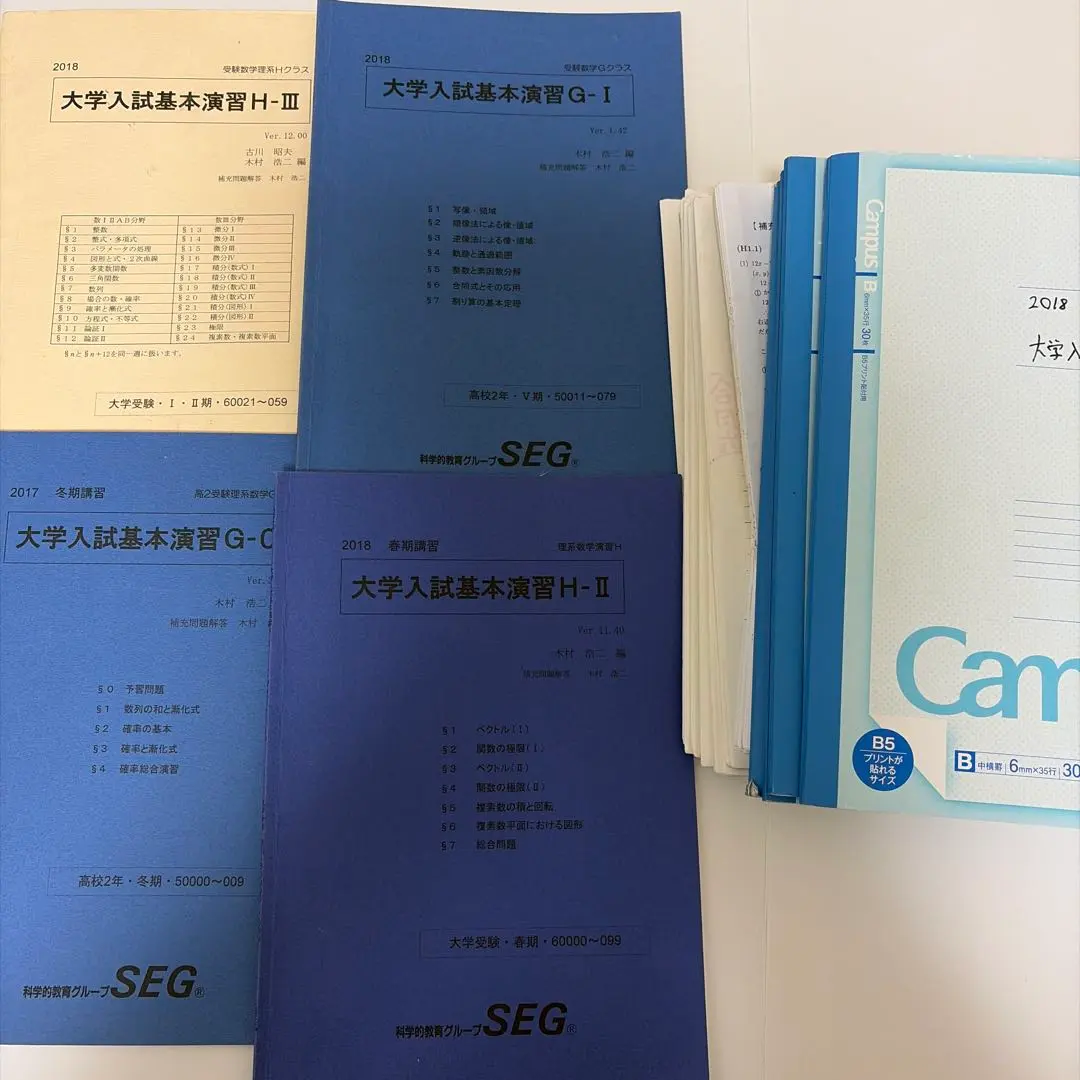 2018
受験数学理系Hクラス
大学入試基本演習H-Ⅲ
Ver.12.00
古川 昭夫
木村 浩二 編
補充問題解答 木村 浩二
数ⅠⅡAB分野 数Ⅲ分野
§1 整数 §13 微分Ⅰ
§2 整式・多項式 §14 微分Ⅱ
§3 パラメータの処理 §15 微分Ⅲ
§4 図形と式・2次曲線 §16 微分Ⅳ
§5 多変数関数 §17 積分(数式)Ⅰ
§6 三角関数 §18 積分(数式)Ⅱ
§7 数列 §19 積分(数式)Ⅲ
§8 場合の数・確率 §20 積分(数式)Ⅳ
§9 確率と漸化式 §21 積分(図形)Ⅰ
§10 方程式・不等式 §22 積分(図形)Ⅱ
§11 論証Ⅰ §23 極限
§12 論証Ⅱ §24 複素数・複素数平面
§nと§n+12を同一週に扱います。
大学受験・Ⅰ・Ⅱ期・60021～059
2018
受験数学Gクラス
大学入試基本演習G-Ⅰ
Ver.1.42
木村 浩二 編
補充問題解答 木村 浩二
§1 写像・領域
§2 順像法による像・値域
§3 逆像法による像・値域
§4 軌跡と通過範囲
§5 整数と素因数分解
§6 合同式とその応用
§7 割り算の基本定理
高校2年・Ⅴ期・50011～079
科学的教育グループSEG®
2017 冬期講習
高2受験理系数学G
大学入試基本演習G-
Ver.
木村 浩二
補充問題解答 木村
§0 予習問題
§1 数列の和と漸化式
§2 確率の基本
§3 確率と漸化式
§4 確率総合演習
高校2年・冬期・50000～009
科学的教育グループSEG®
2018 春期講習
理系数学演習H
大学入試基本演習H-Ⅱ
Ver 11.40
木村 浩二 編
補充問題解答 木村 浩二
§1 ベクトル(Ⅰ)
§2 関数の極限(Ⅰ)
§3 ベクトル(Ⅱ)
§4 関数の極限(Ⅱ)
§5 複素数の積と回転
§6 複素数平面における図形
§7 総合問題
大学受験・春期・60000～099
科学的教育グループSEG®
【補
(H1.1)
Campus B 6mm×35行 30枚 B5プリント貼付用
2018
大学入
Cam
B5
プリントが
貼れる
サイズ
B 中横罫 6mm×35行 30